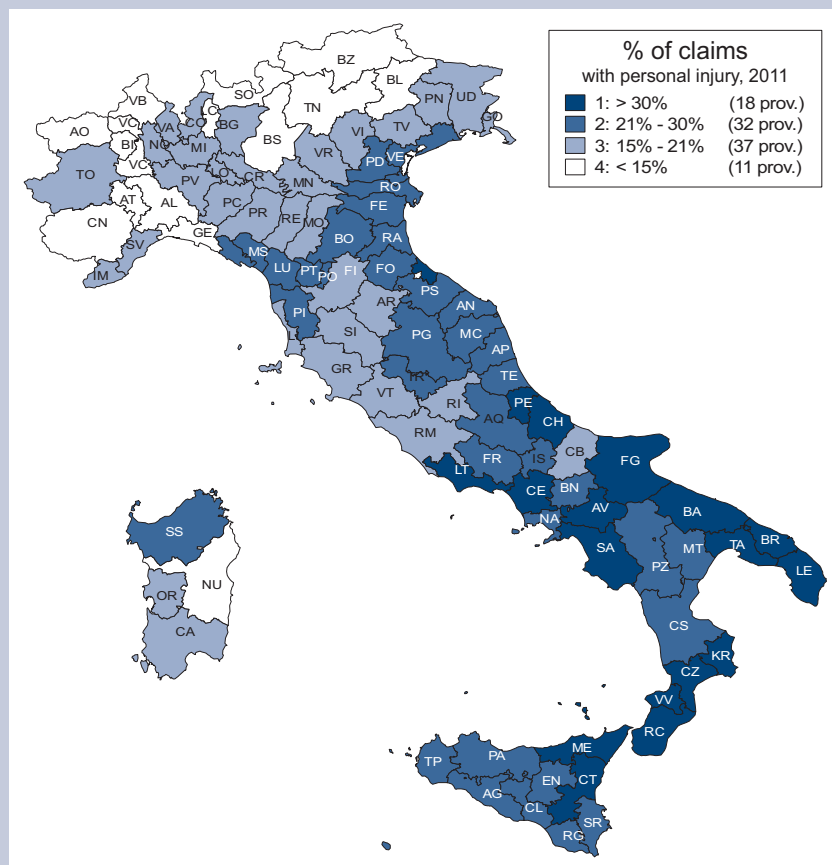 % of claims
with personal injury, 2011
1: > 30% (18 prov.)
2: 21% - 30% (32 prov.)
3: 15% - 21% (37 prov.)
4: < 15% (11 prov.)
BZ
SO
BL
VB
LC
TN
PN
UD
VC
VA
CO
BG
GO
AO
BI
NO
MI
BS
VI
TV
VC
VR
PD
VE
TO
LO
CR
PV
MN
RO
AT
AL
PC
PR
RE
MO
FE
CN
GE
BO
RA
SV
MS
IM
LU
PT
PO
FI
FO
PS
PI
AR
AN
L
SI
PG
MC
AP
GR
TR
TE
VT
RI
PE
AQ
CH
RM
CB
FR
IS
FG
LT
CE
BN
AV
BA
NA
SS
SA
MT
TA
BR
PZ
LE
NU
OR
CS
CA
KR
CZ
VV
RC
ME
PA
TP
EN
CT
AG
CL
SR
RG